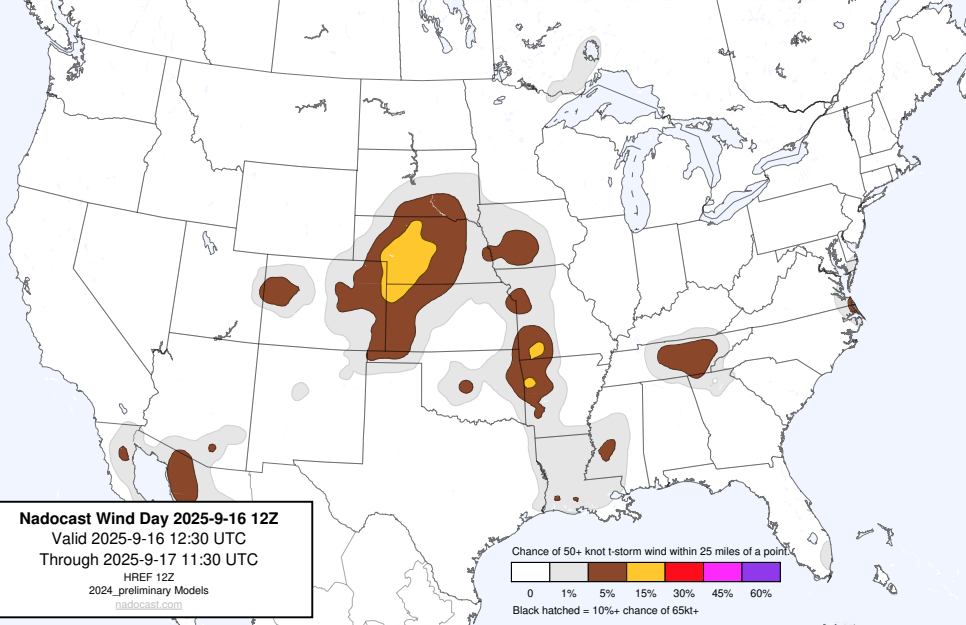 Nadocast Wind Day 2025-9-16 12Z
Valid 2025-9-16 12:30 UTC
Through 2025-9-17 11:30 UTC
HREF 12Z
2024_preliminary Models
nadocast.com
Chance of 50+ knot t-storm wind within 25 miles of a point.
0 1% 5% 15% 30% 45% 60%
Black hatched = 10%+ chance of 65kt+